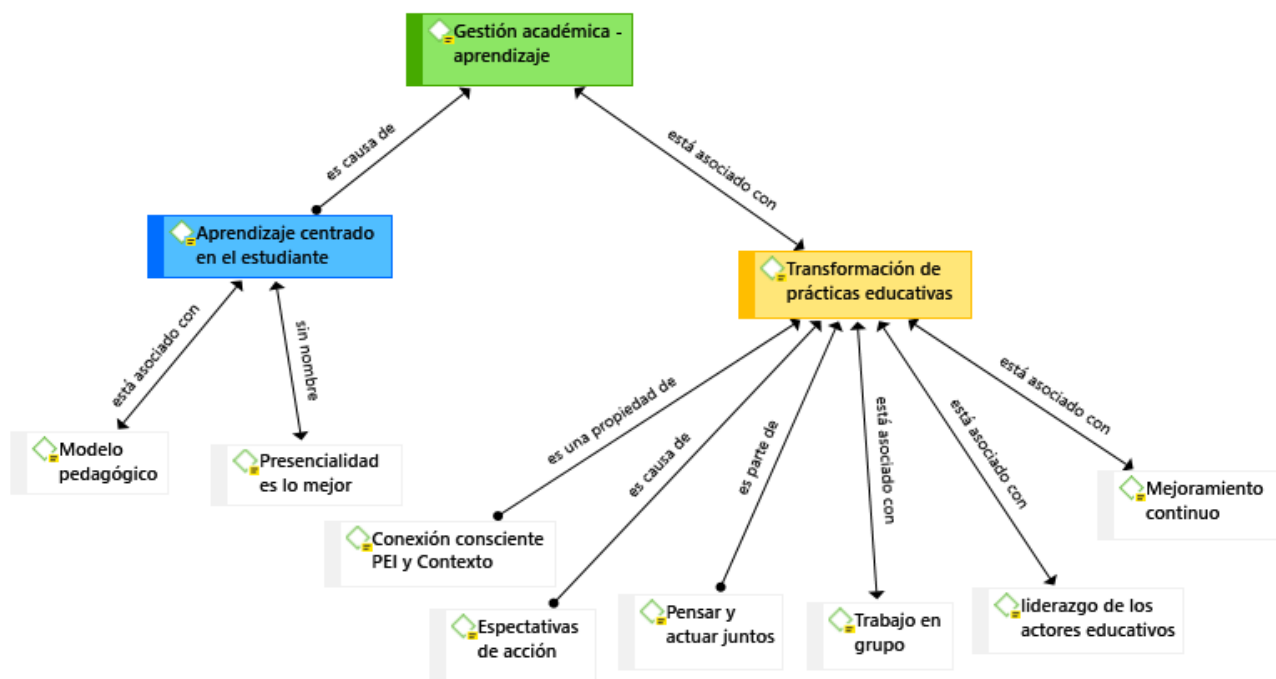 Gestión académica -
aprendizaje
es causa de
está asociado con
Aprendizaje centrado
en el estudiante
Transformación de
prácticas educativas
está asociado con
sin nombre
es una propiedad de
es causa de
es parte de
está asociado con
está asociado con
está asociado con
Modelo
pedagógico
Presencialidad
es lo mejor
Mejoramiento
continuo
Conexión consciente
PEI y Contexto
Espectativas
de acción
Pensar y
actuar juntos
Trabajo en
grupo
liderazgo de los
actores educativos